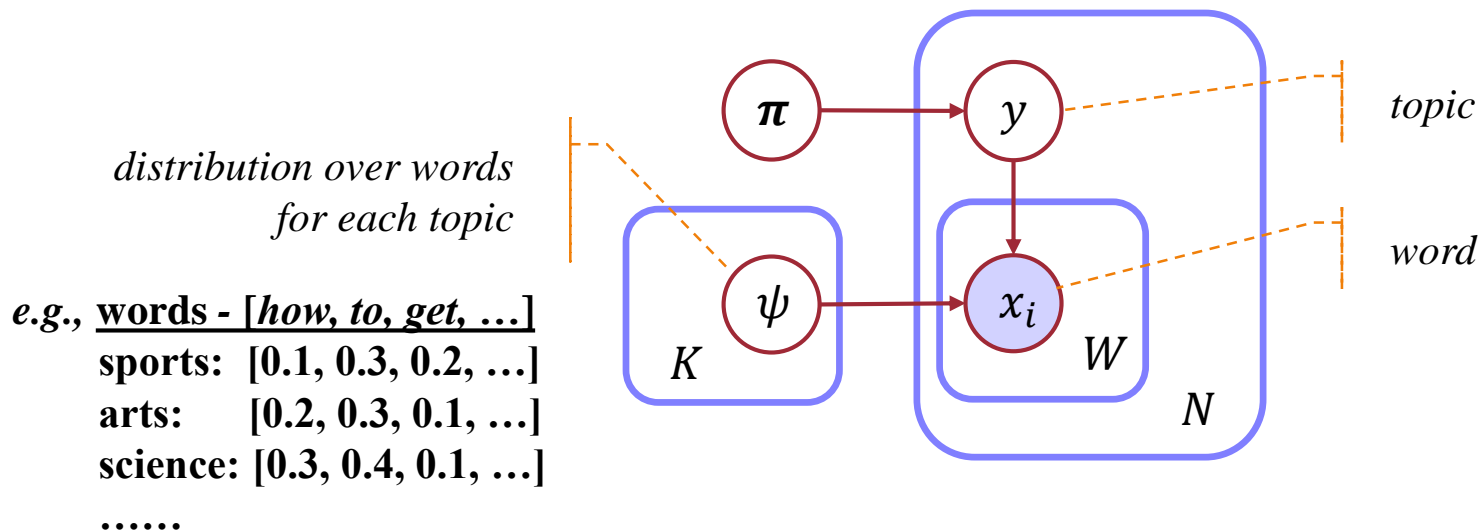 distribution over words
for each topic
e.g., words - [how, to, get, …]
sports: [0.1, 0.3, 0.2, …]
arts: [0.2, 0.3, 0.1, …]
science: [0.3, 0.4, 0.1, …]
……
π
y
topic
ψ
K
x_i
W
N
word